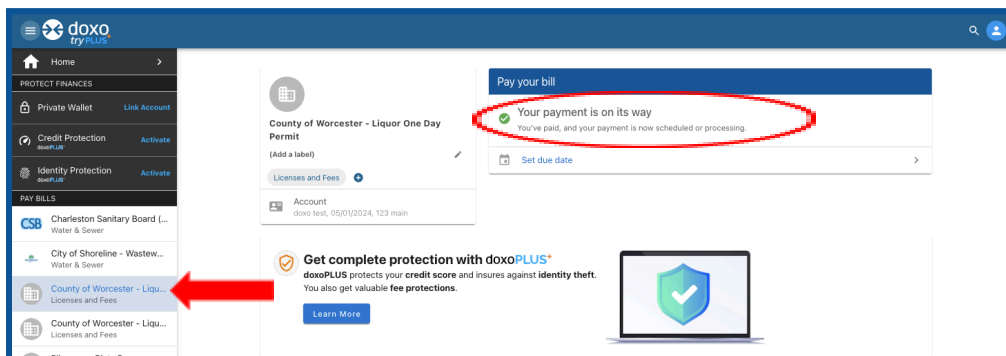 doxo
try PLUS+
Home
PROTECT FINANCES
Private Wallet Link Account
Credit Protection Activate
doxoPLUS+
Identity Protection Activate
doxoPLUS+
PAY BILLS
CSB Charleston Sanitary Board (...
Water & Sewer
City of Shoreline - Wastew...
Water & Sewer
County of Worcester - Liqu...
Licenses and Fees
County of Worcester - Liqu...
Licenses and Fees
County of Worcester - Liquor One Day
Permit
(Add a label)
Licenses and Fees
Account
doxo test, 05/01/2024, 123 main
Pay your bill
Your payment is on its way
You've paid, and your payment is now scheduled or processing.
Set due date
Get complete protection with doxoPLUS+
doxoPLUS protects your credit score and insures against identity theft.
You also get valuable fee protections.
Learn More